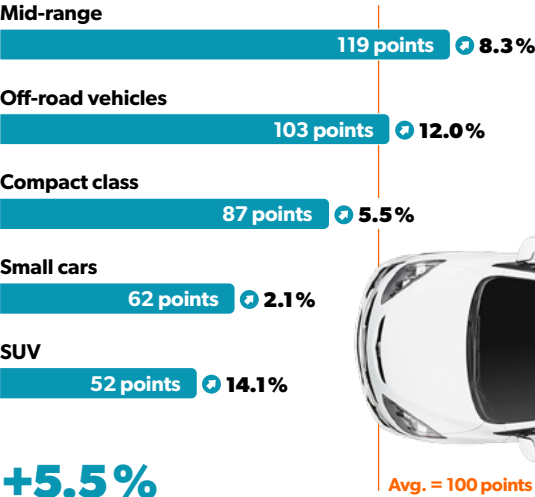 Mid-range
119 points 8.3%
Off-road vehicles
103 points 12.0%
Compact class
87 points 5.5%
Small cars
62 points 2.1%
SUV
52 points 14.1%
+5.5%
Avg. = 100 points